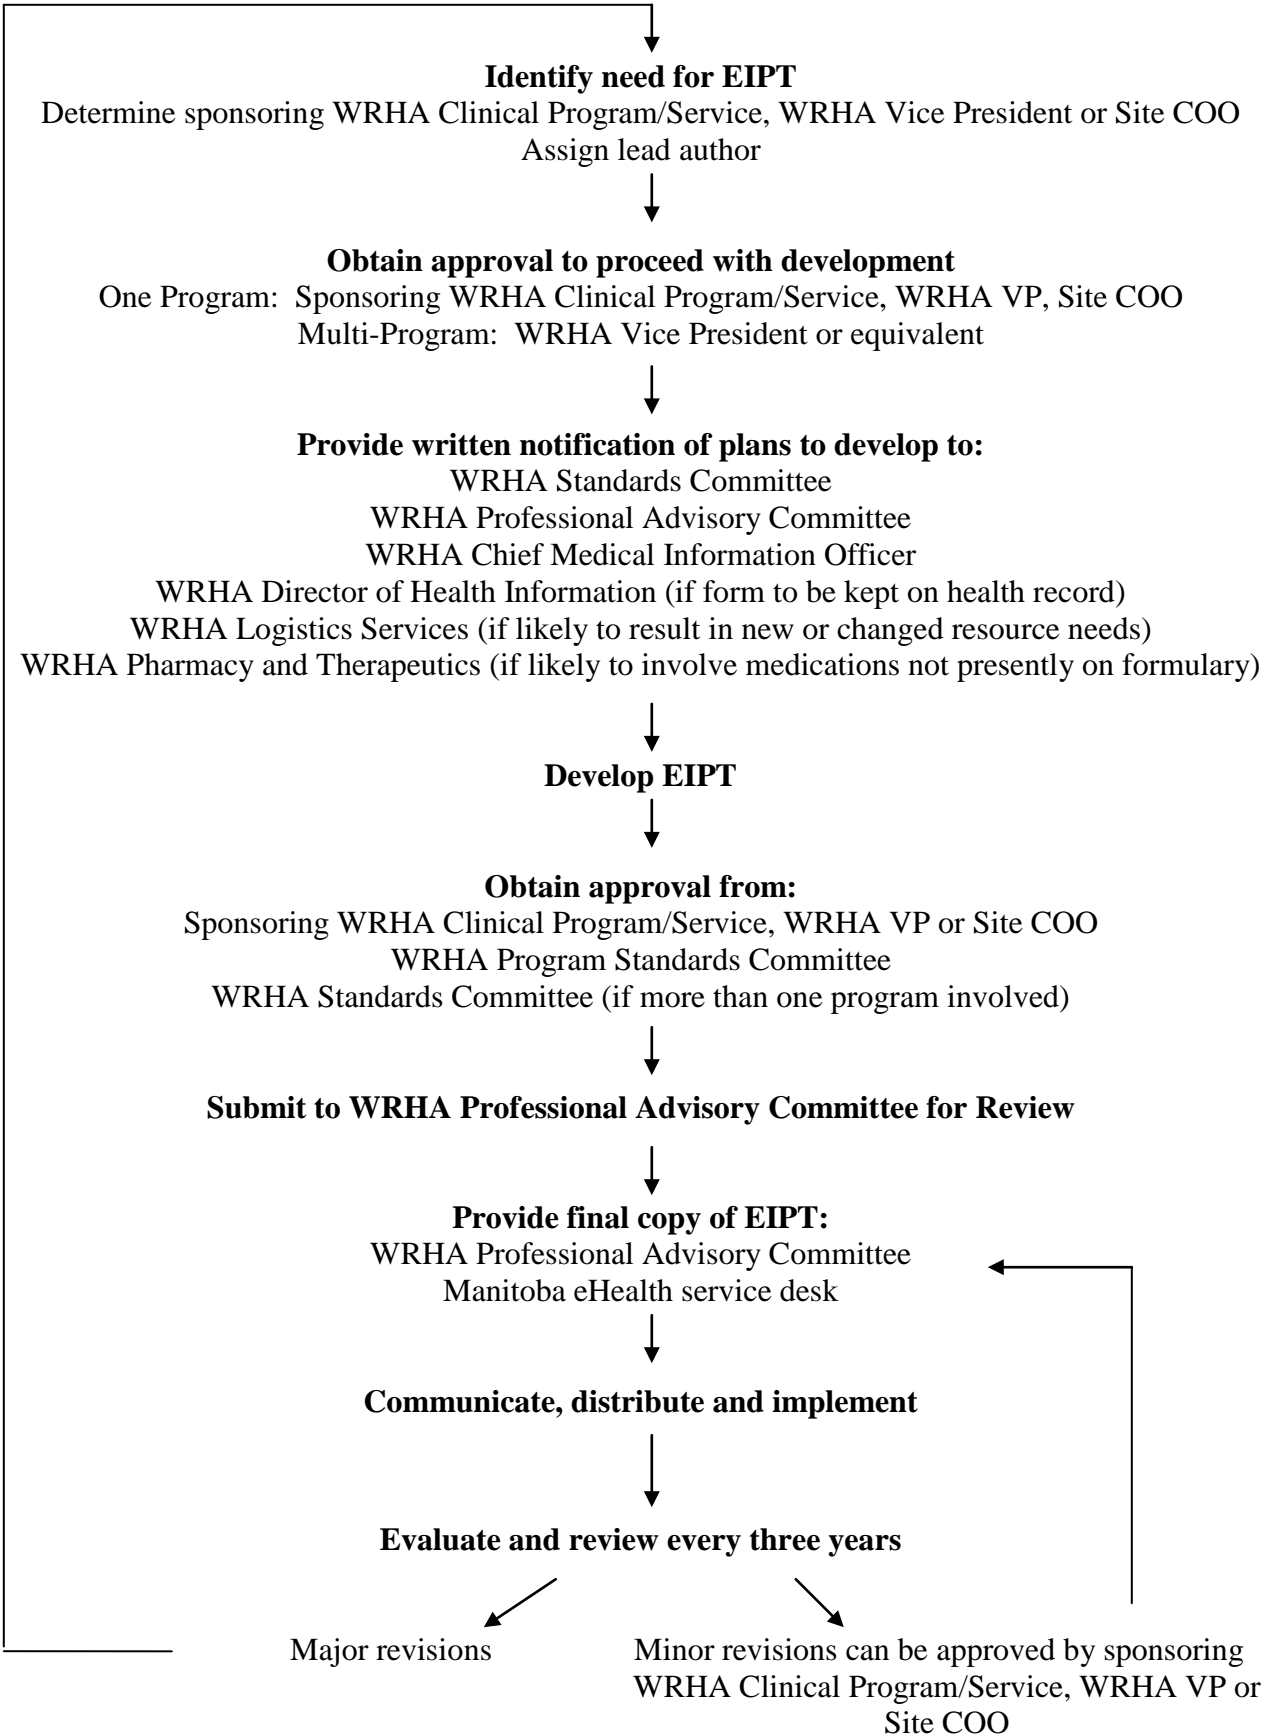 Identify need for EIPT
Determine sponsoring WRHA Clinical Program/Service, WRHA Vice President or Site COO
Assign lead author
Obtain approval to proceed with development
One Program: Sponsoring WRHA Clinical Program/Service, WRHA VP, Site COO
Multi-Program: WRHA Vice President or equivalent
Provide written notification of plans to develop to:
WRHA Standards Committee
WRHA Professional Advisory Committee
WRHA Chief Medical Information Officer
WRHA Director of Health Information (if form to be kept on health record)
WRHA Logistics Services (if likely to result in new or changed resource needs)
WRHA Pharmacy and Therapeutics (if likely to involve medications not presently on formulary)
Develop EIPT
Obtain approval from:
Sponsoring WRHA Clinical Program/Service, WRHA VP or Site COO
WRHA Program Standards Committee
WRHA Standards Committee (if more than one program involved)
Submit to WRHA Professional Advisory Committee for Review
Provide final copy of EIPT:
WRHA Professional Advisory Committee
Manitoba eHealth service desk
Communicate, distribute and implement
Evaluate and review every three years
Major revisions
Minor revisions can be approved by sponsoring
WRHA Clinical Program/Service, WRHA VP or
Site COO